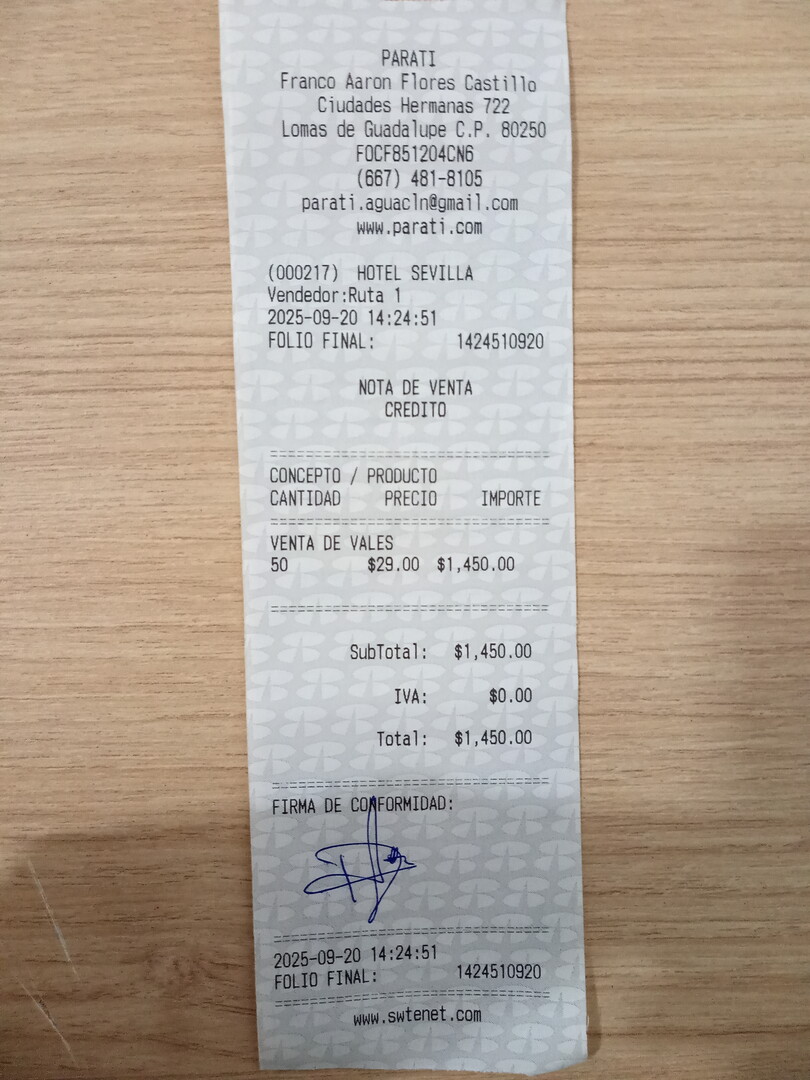 PARATI
Franco Aaron Flores Castillo
Ciudades Hermanas 722
Lomas de Guadalupe C.P. 80250
FOCF851204CN6
(667) 481-8105
parati.aguacln@gmail.com
www.parati.com
(000217) HOTEL SEVILLA
Vendedor:Ruta 1
2025-09-20 14:24:51
FOLIO FINAL: 1424510920
NOTA DE VENTA
CREDITO
CONCEPTO / PRODUCTO
CANTIDAD PRECIO IMPORTE
VENTA DE VALES
50 $29.00 $1,450.00
SubTotal: $1,450.00
IVA: $0.00
Total: $1,450.00
FIRMA DE CONFORMIDAD:
2025-09-20 14:24:51
FOLIO FINAL: 1424510920
www.swtenet.com